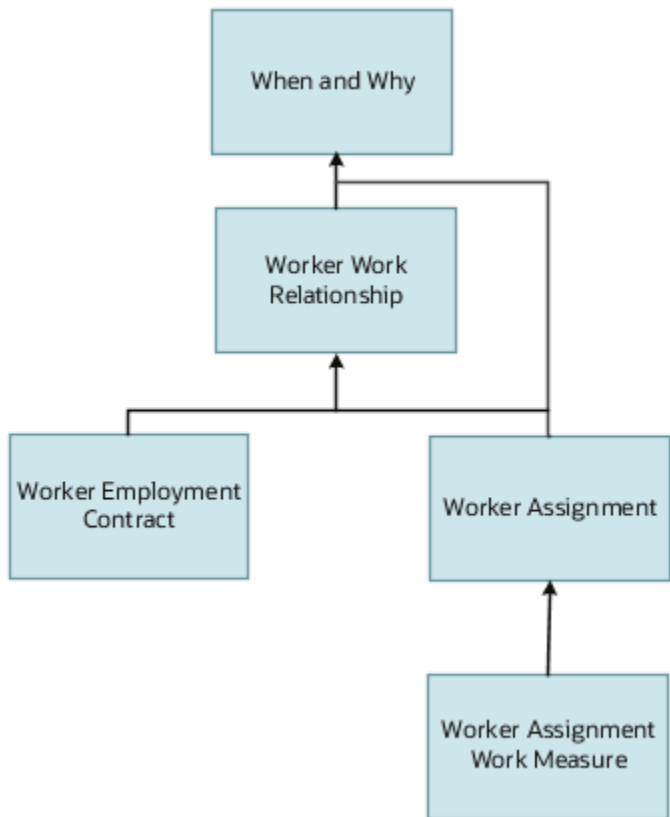 When and Why
Worker Work
Relationship
Worker Employment
Contract
Worker Assignment
Worker Assignment
Work Measure